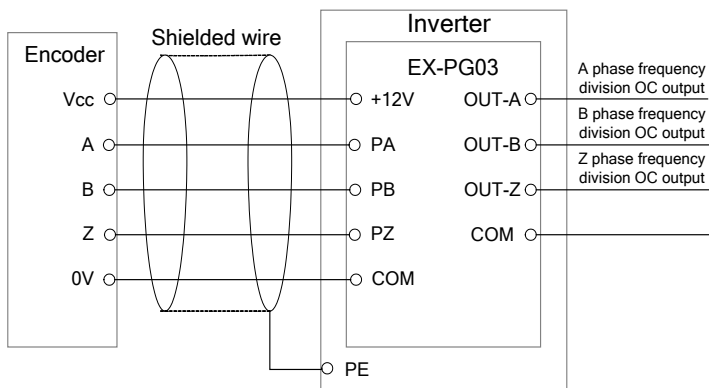 Inverter
Shielded wire
Encoder
EX-PG03
Vcc
A
B
Z
0V
+12V
PA
PB
PZ
COM
OUT-A
OUT-B
OUT-Z
COM
A phase frequency
division OC output
B phase frequency
division OC output
Z phase frequency
division OC output
PE